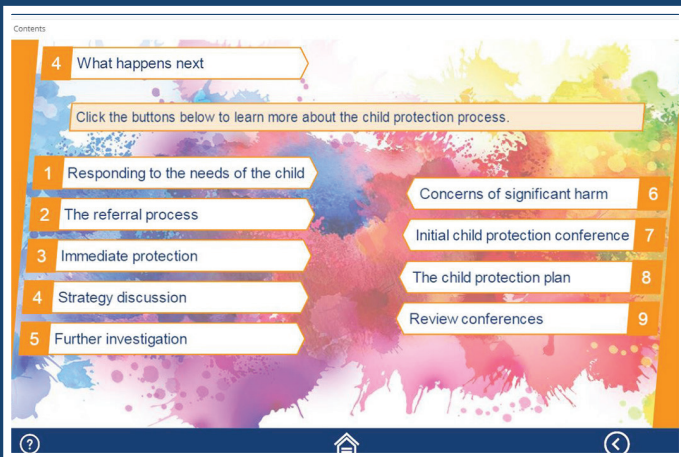 Contents
4 What happens next
Click the buttons below to learn more about the child protection process.
1 Responding to the needs of the child
2 The referral process
3 Immediate protection
4 Strategy discussion
5 Further investigation
Concerns of significant harm 6
Initial child protection conference 7
The child protection plan 8
Review conferences 9
?